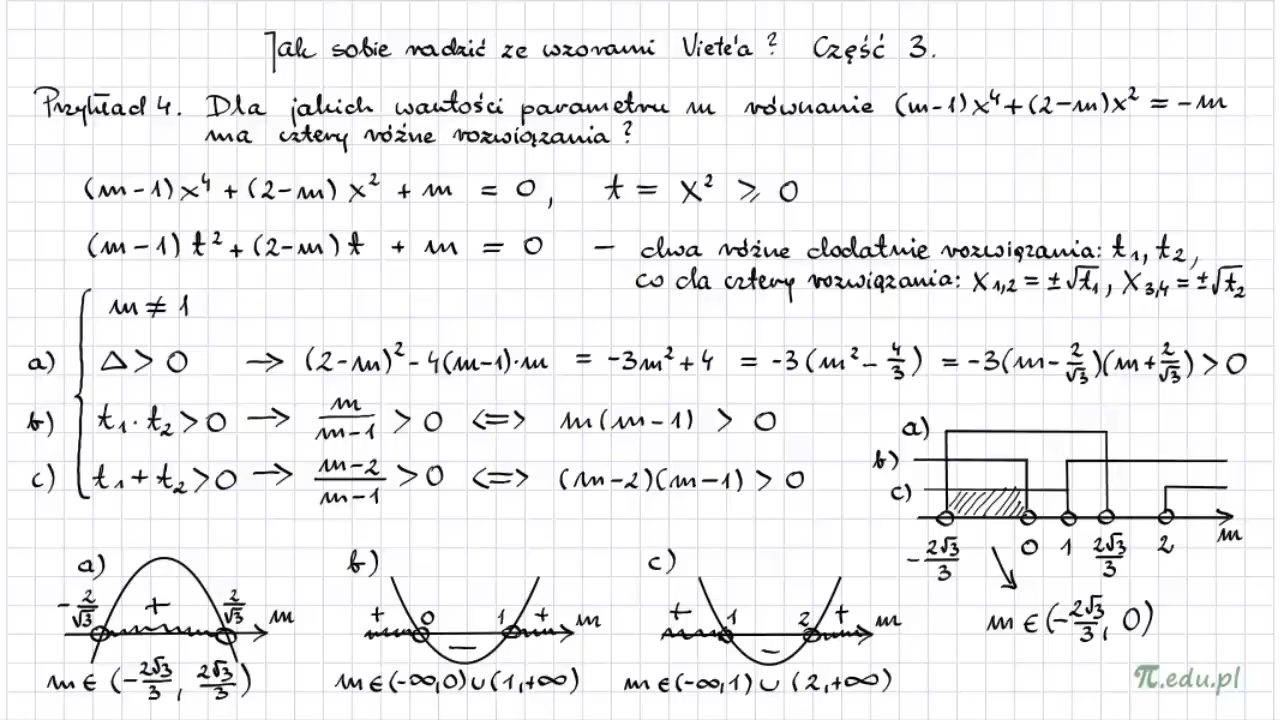 Jak sobie radzić ze wzorami Viete'a? Część 3.
Przykład 4. Dla jakich wartości parametru m równanie (m-1)x⁴+(2-m)x² = -m
ma cztery różne rozwiązania?
(m-1)x⁴ + (2-m)x² + m = 0, t = x² ⩾ 0
(m-1)t² + (2-m)t + m = 0 – dwa różne dodatnie rozwiązania: t₁, t₂,
co da cztery rozwiązania: x₁,₂ = ±√t₁, x₃,₄ = ±√t₂
m ≠ 1
a) Δ > 0 → (2-m)² - 4(m-1)·m = -3m² + 4 = -3(m² - 4/3) = -3(m - 2/√3)(m + 2/√3) > 0
b) t₁·t₂ > 0 → m/(m-1) > 0 <=> m(m-1) > 0
c) t₁ + t₂ > 0 → (m-2)/(m-1) > 0 <=> (m-2)(m-1) > 0
a)
b)
c)
-2√3/3 0 1 2√3/3 2 m
m ∈ (-2√3/3, 0)
a)
-2/√3 + 2/√3 m
m ∈ (-2√3/3, 2√3/3)
b)
+ 0 – 1 + m
m ∈ (-∞,0) ∪ (1,+∞)
c)
+ 1 – 2 + m
m ∈ (-∞,1) ∪ (2,+∞)
π.edu.pl